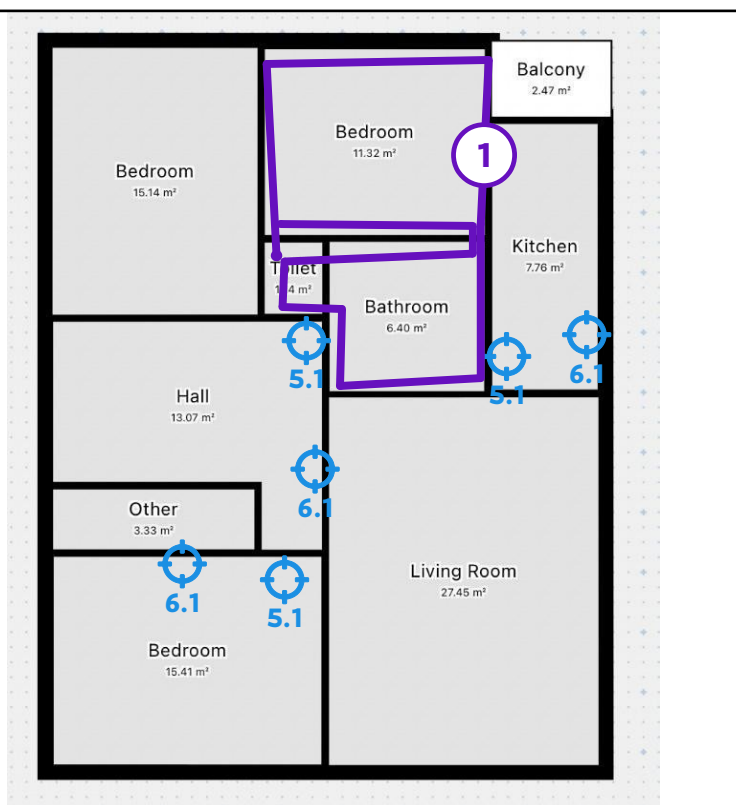 Balcony
2.47 m²
Bedroom
11.32 m²
1
Bedroom
15.14 m²
Kitchen
7.76 m²
Toilet
m²
Bathroom
6.40 m²
5.1
5.1
6.1
Hall
13.07 m²
6.1
Other
3.33 m²
Living Room
27.45 m²
6.1
5.1
Bedroom
15.41 m²